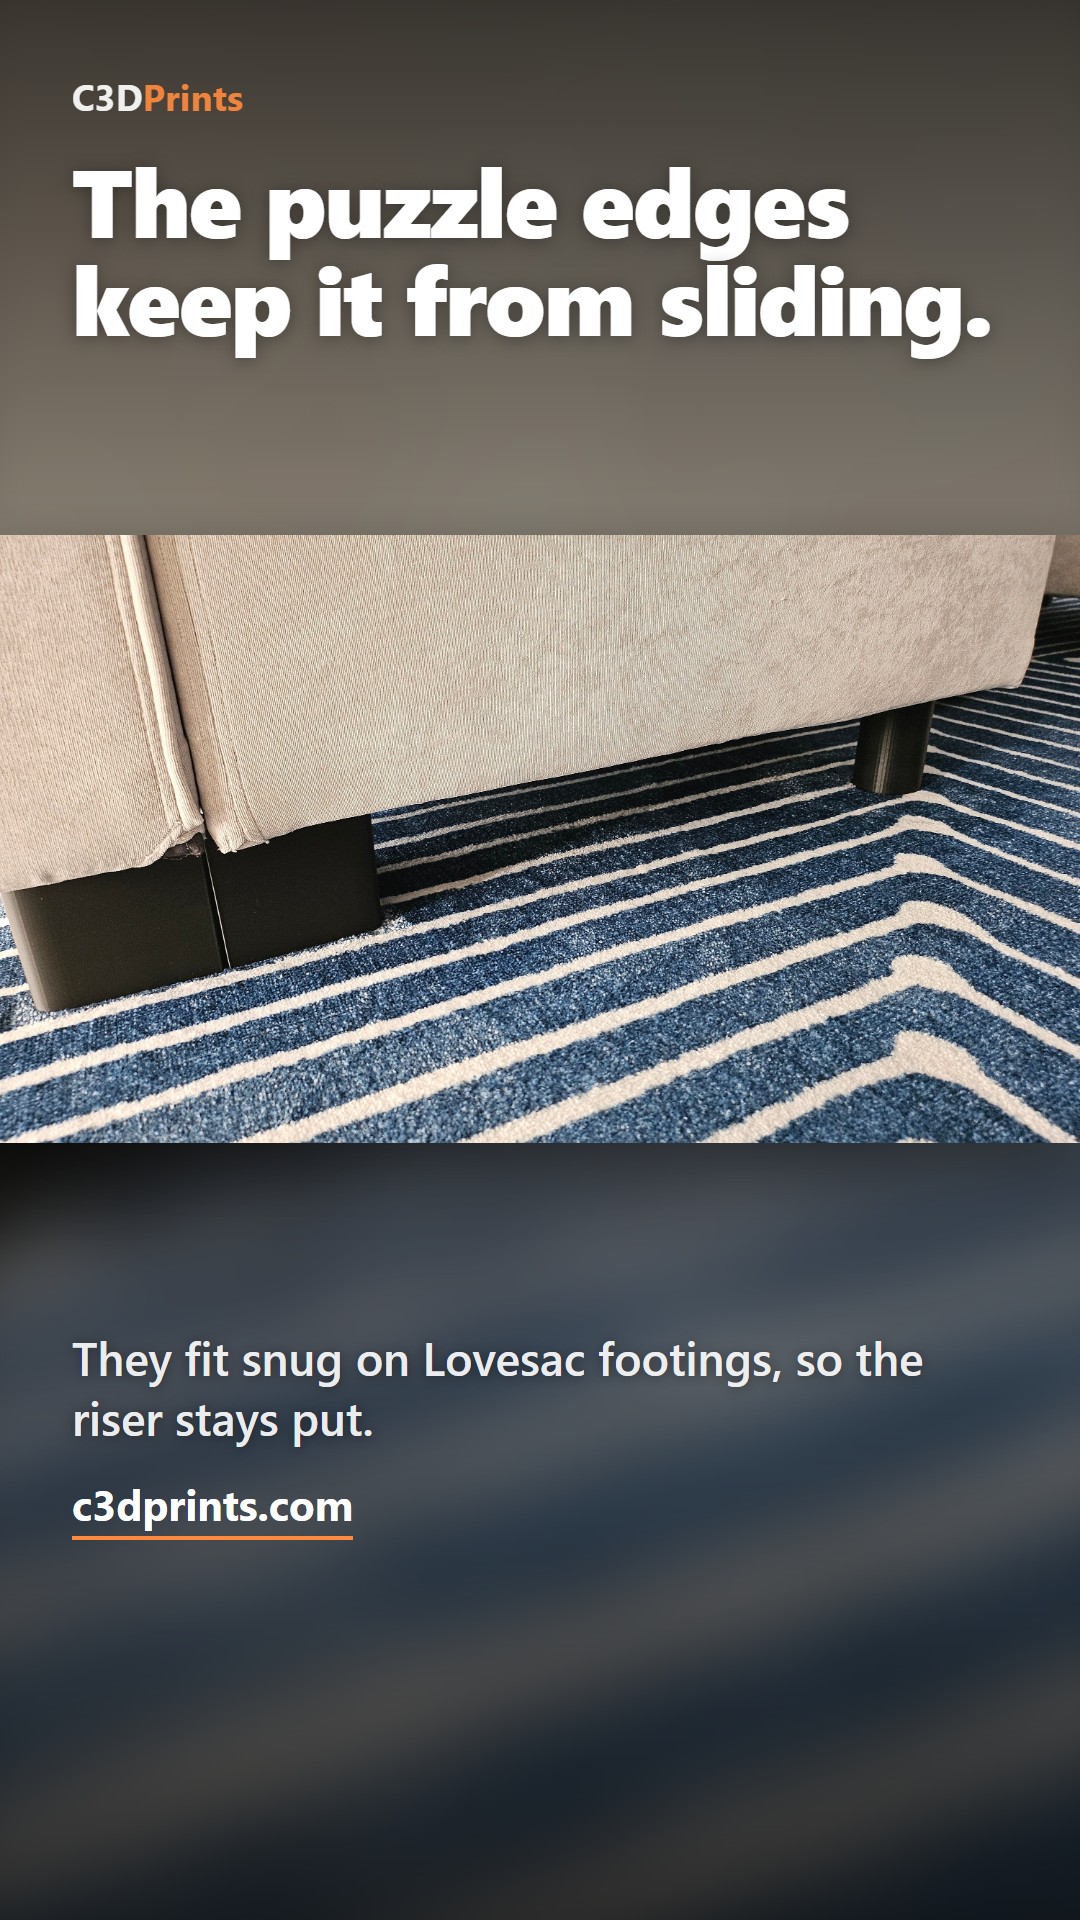 C3DPrints
The puzzle edges
keep it from sliding.
They fit snug on Lovesac footings, so the
riser stays put.
c3dprints.com